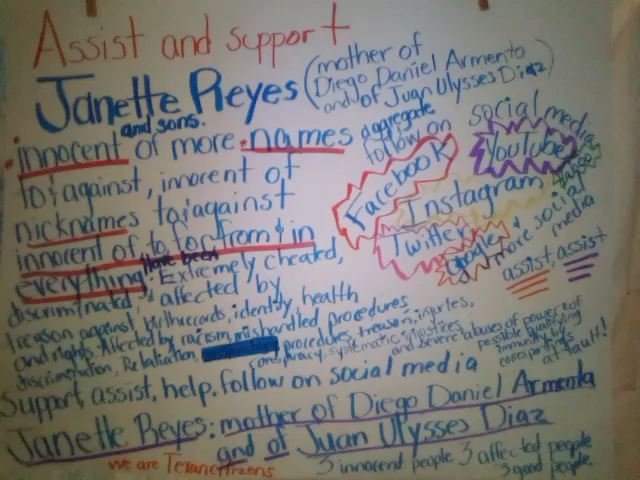 Assist and support
Janette Reyes (mother of
Diego Daniel Armenta
and of Juan Ulysses Diaz)
and sons.
innocent of more names
to/against, innocent of
nicknames to/against
innocent of to, for, from & in
everything. Have been Extremely cheated,
discriminated, affected by
treason against, birthrecords, identity, health
and rights. Affected by racism, mishandled procedures
discrimination, Retaliation, procedures, treason, injuries,
conspiracy, systematic injustices
and severe abuses of power of
possible qualifying
immunity by
at fault!
aggregate
follow on
social media
Facebook
YouTube
Instagram
Twitter
Google +
more social
media
assist, assist
Support, assist, help. follow on social media
Janette Reyes: mother of Diego Daniel Armenta
and of Juan Ulysses Diaz
we are Texan citizens
3 innocent people 3 affected people
3 good people